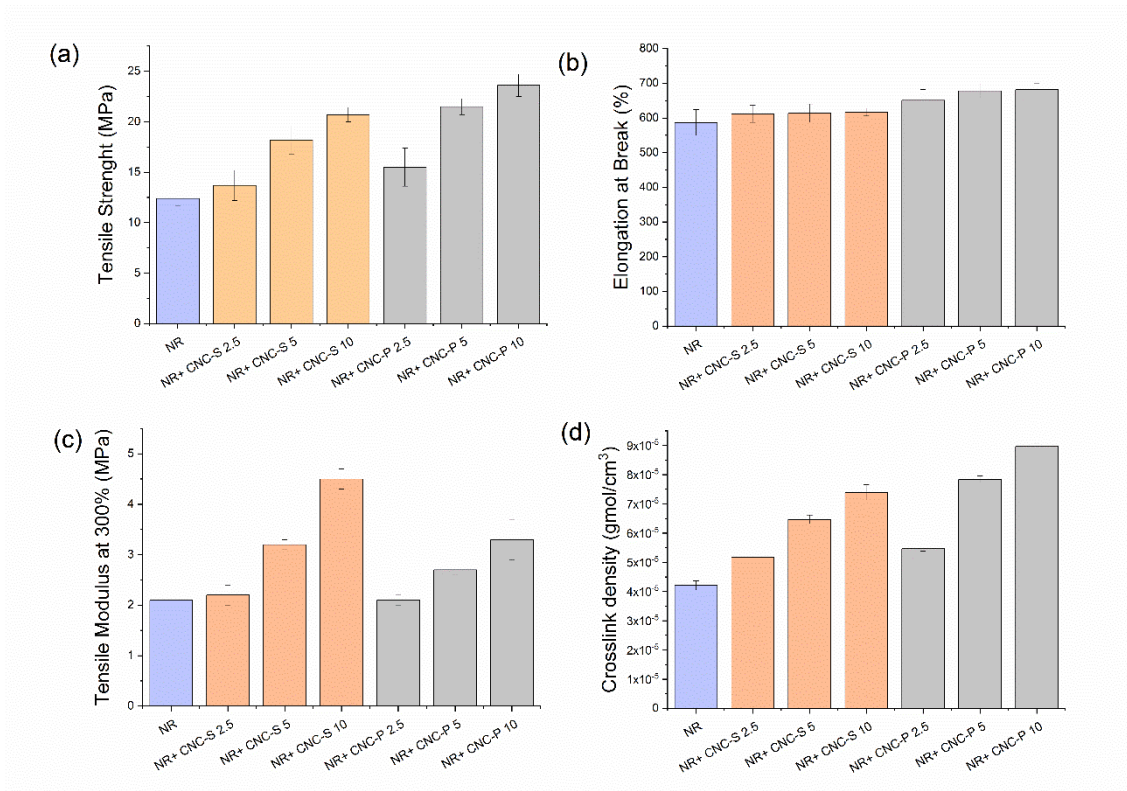 (a)
Tensile Strenght (MPa)
25
20
15
10
5
0
NR
NR+ CNC-S 2.5
NR+ CNC-S 5
NR+ CNC-S 10
NR+ CNC-P 2.5
NR+ CNC-P 5
NR+ CNC-P 10
(b)
Elongation at Break (%)
800
700
600
500
400
300
200
100
0
NR
NR+ CNC-S 2.5
NR+ CNC-S 5
NR+ CNC-S 10
NR+ CNC-P 2.5
NR+ CNC-P 5
NR+ CNC-P 10
(c)
Tensile Modulus at 300% (MPa)
5
4
3
2
1
0
NR
NR+ CNC-S 2.5
NR+ CNC-S 5
NR+ CNC-S 10
NR+ CNC-P 2.5
NR+ CNC-P 5
NR+ CNC-P 10
(d)
Crosslink density (gmol/cm³)
9x10⁻⁵
8x10⁻⁵
7x10⁻⁵
6x10⁻⁵
5x10⁻⁵
4x10⁻⁵
3x10⁻⁵
2x10⁻⁵
1x10⁻⁵
0
NR
NR+ CNC-S 2.5
NR+ CNC-S 5
NR+ CNC-S 10
NR+ CNC-P 2.5
NR+ CNC-P 5
NR+ CNC-P 10